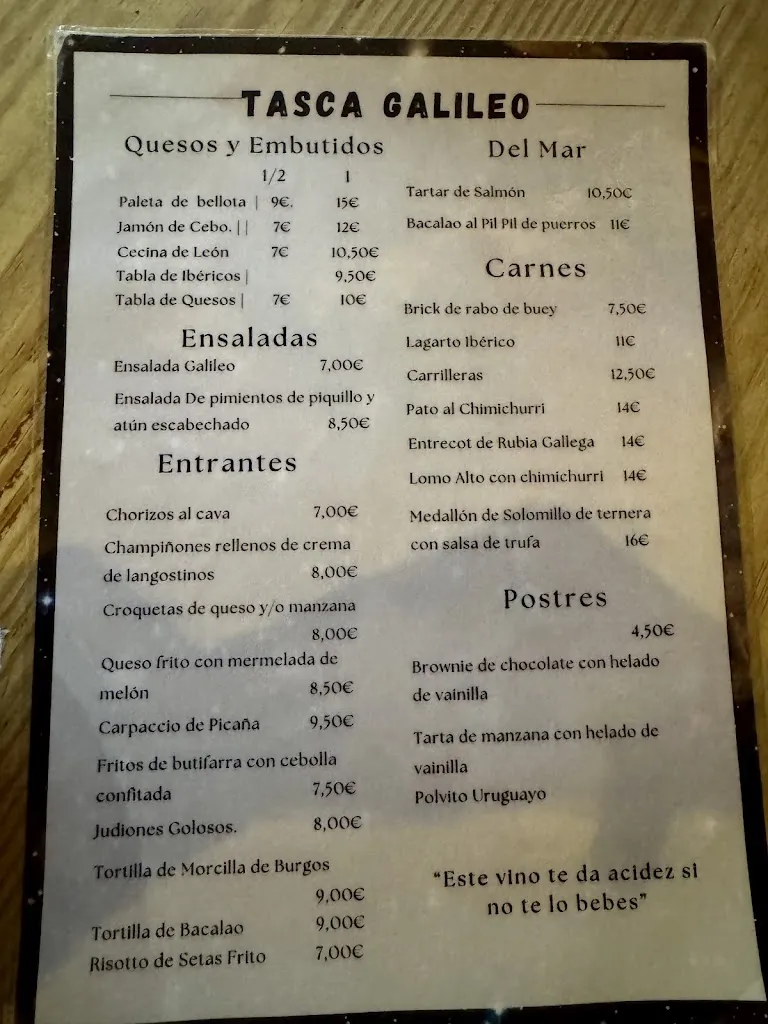 TASCA GALILEO
Quesos y Embutidos
1/2 1
Paleta de bellota | 9€. 15€
Jamón de Cebo. || 7€ 12€
Cecina de León 7€ 10,50€
Tabla de Ibéricos | 9,50€
Tabla de Quesos | 7€ 10€
Ensaladas
Ensalada Galileo 7,00€
Ensalada De pimientos de piquillo y
atún escabechado 8,50€
Entrantes
Chorizos al cava 7,00€
Champiñones rellenos de crema
de langostinos 8,00€
Croquetas de queso y/o manzana
8,00€
Queso frito con mermelada de
melón 8,50€
Carpaccio de Picaña 9,50€
Fritos de butifarra con cebolla
confitada 7,50€
Judiones Golosos. 8,00€
Tortilla de Morcilla de Burgos
9,00€
Tortilla de Bacalao 9,00€
Risotto de Setas Frito 7,00€
Del Mar
Tartar de Salmón 10,50€
Bacalao al Pil Pil de puerros 11€
Carnes
Brick de rabo de buey 7,50€
Lagarto Ibérico 11€
Carrilleras 12,50€
Pato al Chimichurri 14€
Entrecot de Rubia Gallega 14€
Lomo Alto con chimichurri 14€
Medallón de Solomillo de ternera
con salsa de trufa 16€
Postres
4,50€
Brownie de chocolate con helado
de vainilla
Tarta de manzana con helado de
vainilla
Polvito Uruguayo
“Este vino te da acidez si
no te lo bebes”